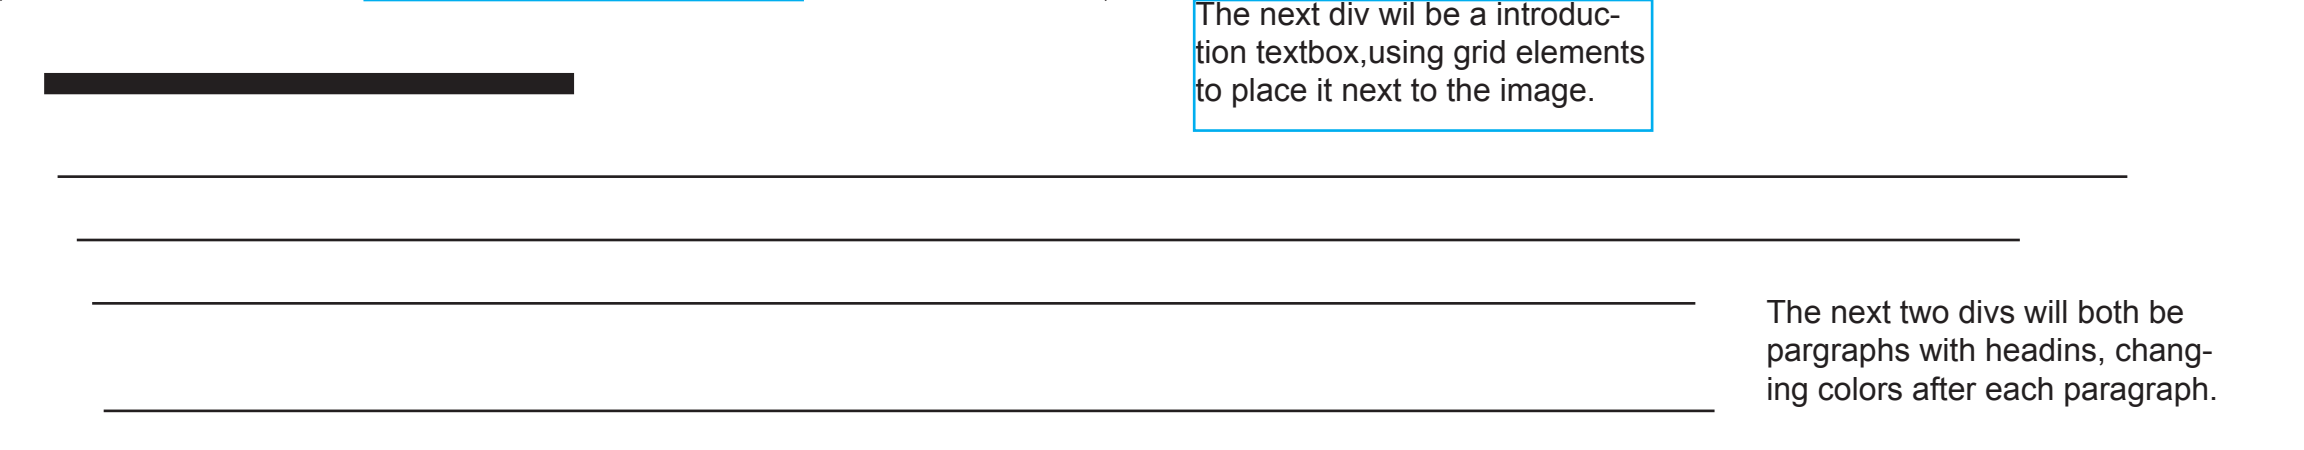 The next div wil be a introduc-
tion textbox,using grid elements
to place it next to the image.
The next two divs will both be
pargraphs with headins, chang-
ing colors after each paragraph.